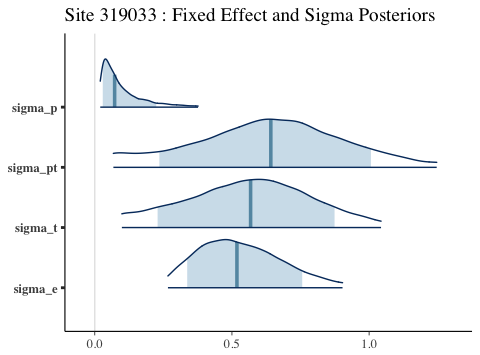 Site 319033 : Fixed Effect and Sigma Posteriors
sigma_p
sigma_pt
sigma_t
sigma_e
0.0 0.5 1.0